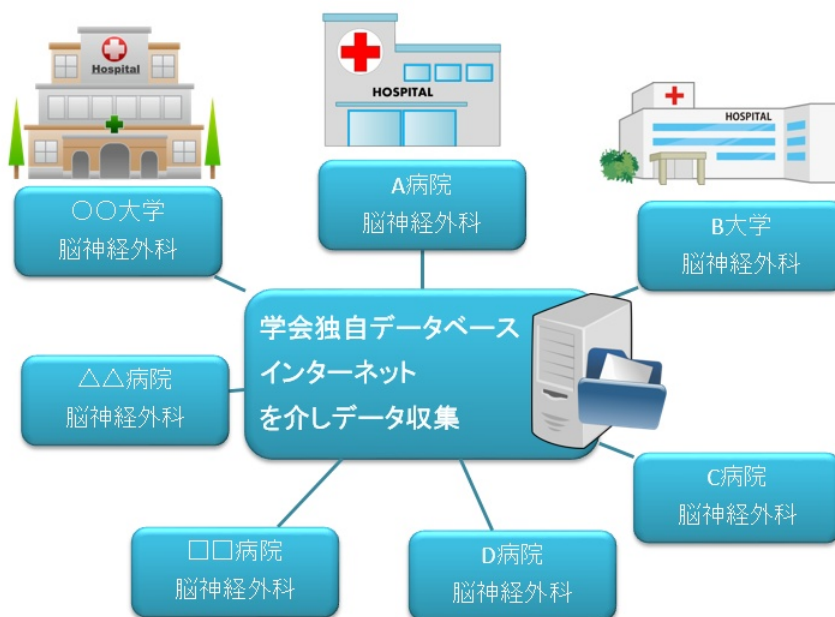 Hospital
HOSPITAL
HOSPITAL
〇〇大学
脳神経外科
A病院
脳神経外科
B大学
脳神経外科
学会独自データベース
インターネット
を介しデータ収集
△△病院
脳神経外科
C病院
脳神経外科
□□病院
脳神経外科
D病院
脳神経外科